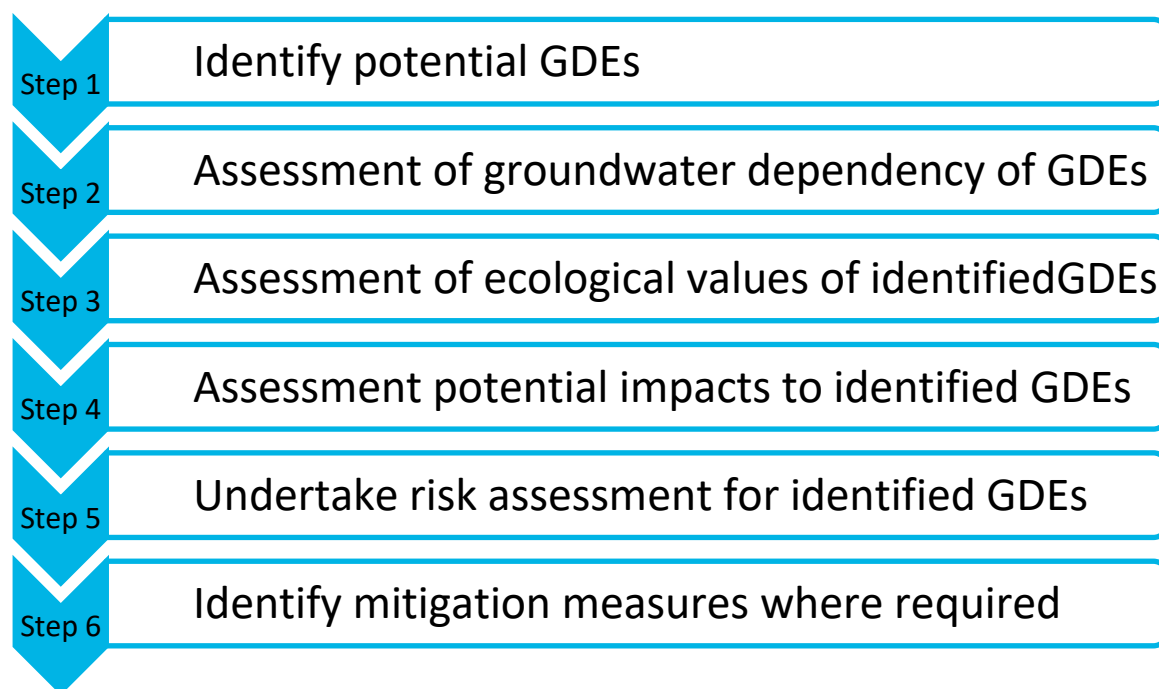 Step 1
Identify potential GDEs
Step 2
Assessment of groundwater dependency of GDEs
Step 3
Assessment of ecological values of identifiedGDEs
Step 4
Assessment potential impacts to identified GDEs
Step 5
Undertake risk assessment for identified GDEs
Step 6
Identify mitigation measures where required